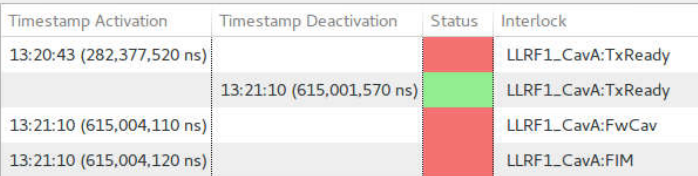 Timestamp Activation Timestamp Deactivation Status Interlock
13:20:43 (282,377,520 ns) LLRF1_CavA:TxReady
13:21:10 (615,001,570 ns) LLRF1_CavA:TxReady
13:21:10 (615,004,110 ns) LLRF1_CavA:FwCav
13:21:10 (615,004,120 ns) LLRF1_CavA:FIM